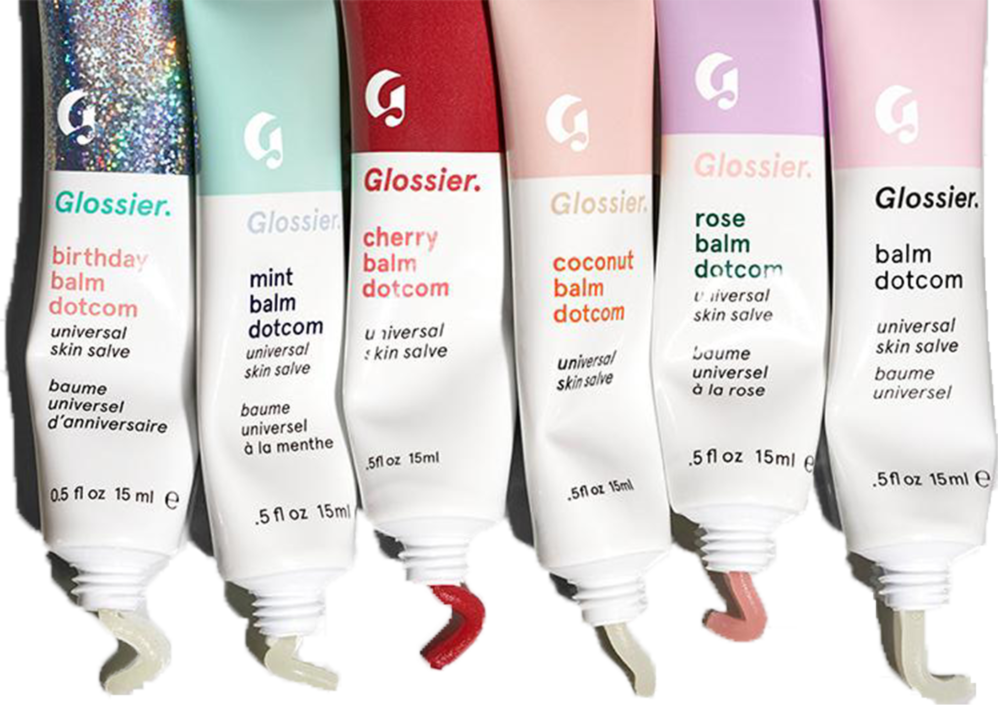 Glossier.
birthday
balm
dotcom
universal
skin salve
baume
universel
d'anniversaire
0.5 fl oz 15 ml e
Glossier.
mint
balm
dotcom
universal
skin salve
baume
universel
à la menthe
.5 fl oz 15ml
Glossier.
cherry
balm
dotcom
universal
skin salve
.5fl oz 15ml
Glossier.
coconut
balm
dotcom
universal
skin salve
.5fl oz 15ml
Glossier.
rose
balm
dotcom
universal
skin salve
baume
universel
à la rose
.5 fl oz 15ml e
Glossier.
balm
dotcom
universal
skin salve
baume
universel
.5fl oz 15ml e